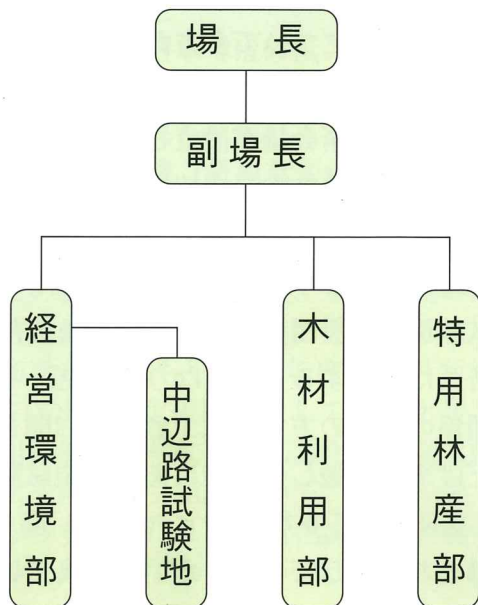 場長
副場長
経営環境部
中辺路試験地
木材利用部
特用林産部